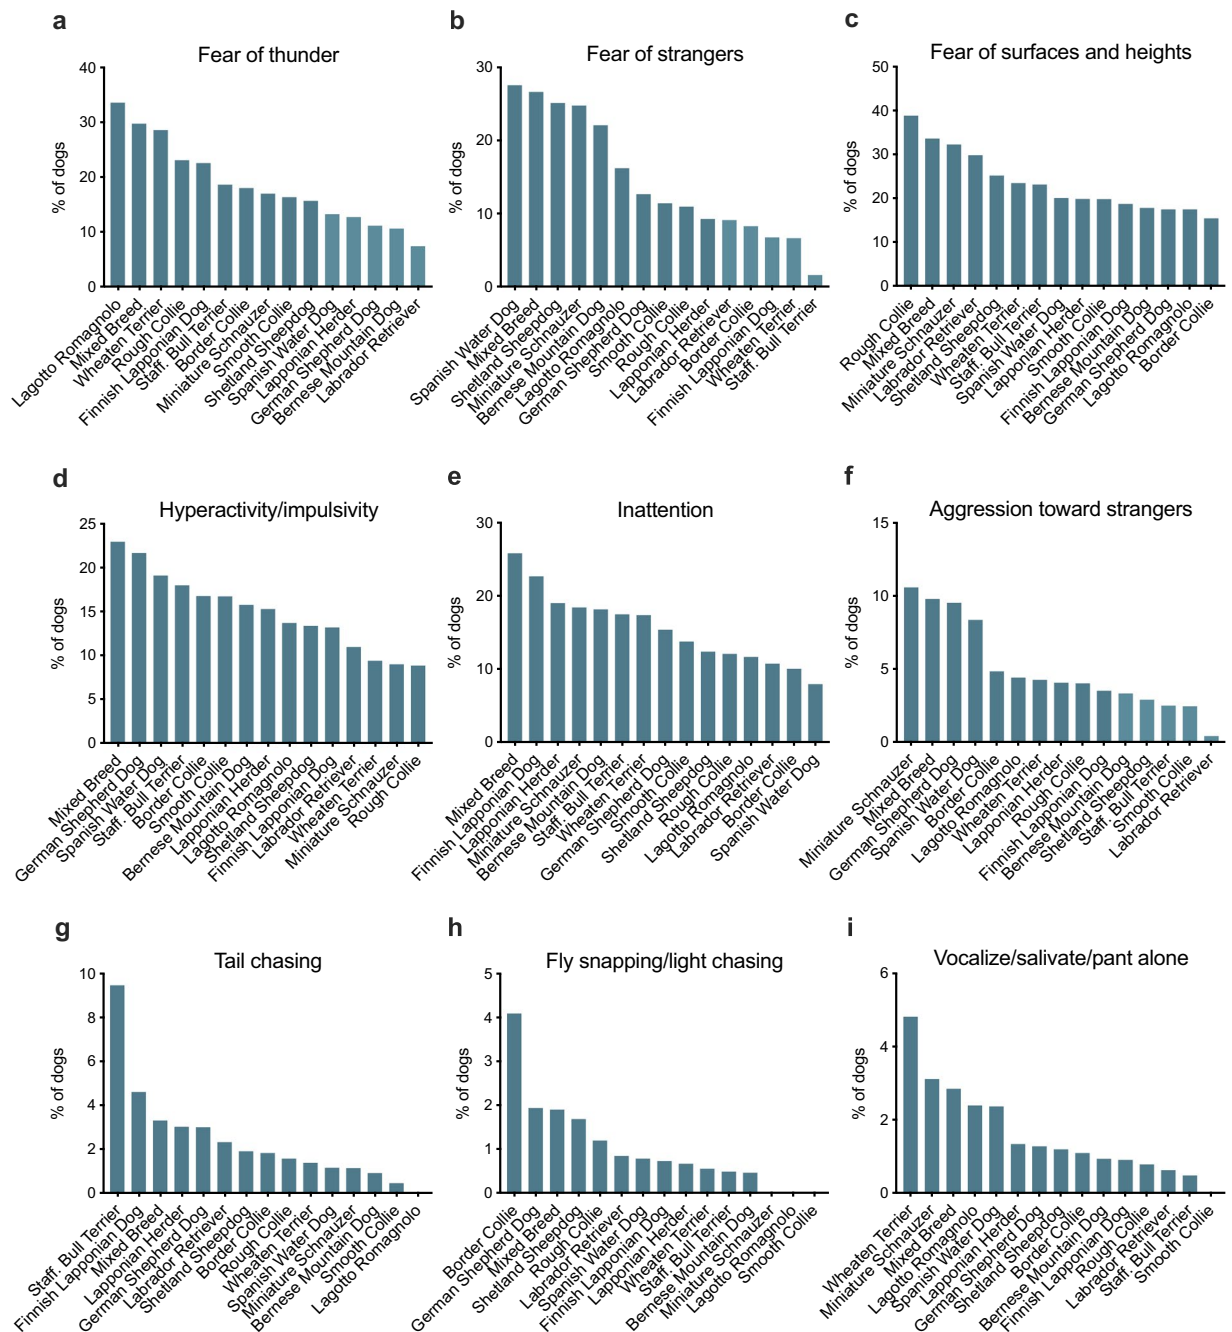 a
Fear of thunder
% of dogs
40
30
20
10
0
Lagotto Romagnolo
Mixed Breed
Wheaten Terrier
Rough Collie
Finnish Lapponian Dog
Staff. Bull Terrier
Border Collie
Miniature Schnauzer
Smooth Collie
Shetland Sheepdog
Spanish Water Dog
Lapponian Herder
German Shepherd Dog
Bernese Mountain Dog
Labrador Retriever
b
Fear of strangers
% of dogs
30
20
10
0
Spanish Water Dog
Mixed Breed
Shetland Sheepdog
Miniature Schnauzer
Bernese Mountain Dog
Lagotto Romagnolo
German Shepherd Dog
Smooth Collie
Rough Collie
Lapponian Herder
Labrador Retriever
Border Collie
Finnish Lapponian Dog
Wheaten Terrier
Staff. Bull Terrier
c
Fear of surfaces and heights
% of dogs
50
40
30
20
10
0
Rough Collie
Mixed Breed
Miniature Schnauzer
Labrador Retriever
Shetland Sheepdog
Wheaten Terrier
Staff. Bull Terrier
Spanish Water Dog
Lapponian Herder
Smooth Collie
Finnish Lapponian Dog
Bernese Mountain Dog
German Shepherd Dog
Lagotto Romagnolo
Border Collie
d
Hyperactivity/impulsivity
% of dogs
25
20
15
10
5
0
Mixed Breed
German Shepherd Dog
Spanish Water Dog
Staff. Bull Terrier
Border Collie
Smooth Collie
Bernese Mountain Dog
Lapponian Herder
Lagotto Romagnolo
Shetland Sheepdog
Finnish Lapponian Dog
Labrador Retriever
Wheaten Terrier
Miniature Schnauzer
Rough Collie
e
Inattention
% of dogs
30
20
10
0
Mixed Breed
Finnish Lapponian Dog
Lapponian Herder
Miniature Schnauzer
Bernese Mountain Dog
Staff. Bull Terrier
Wheaten Terrier
German Shepherd Dog
Smooth Collie
Shetland Sheepdog
Rough Collie
Lagotto Romagnolo
Labrador Retriever
Border Collie
Spanish Water Dog
f
Aggression toward strangers
% of dogs
15
10
5
0
Miniature Schnauzer
Mixed Breed
German Shepherd Dog
Spanish Water Dog
Border Collie
Lagotto Romagnolo
Wheaten Terrier
Lapponian Herder
Rough Collie
Finnish Lapponian Dog
Bernese Mountain Dog
Shetland Sheepdog
Staff. Bull Terrier
Smooth Collie
Labrador Retriever
g
Tail chasing
% of dogs
10
8
6
4
2
0
Staff. Bull Terrier
Finnish Lapponian Dog
Mixed Breed
Lapponian Herder
German Shepherd Dog
Labrador Retriever
Shetland Sheepdog
Border Collie
Rough Collie
Wheaten Terrier
Spanish Water Dog
Miniature Schnauzer
Bernese Mountain Dog
Smooth Collie
Lagotto Romagnolo
h
Fly snapping/light chasing
% of dogs
5
4
3
2
1
0
Border Collie
German Shepherd Dog
Mixed Breed
Shetland Sheepdog
Rough Collie
Labrador Retriever
Spanish Water Dog
Finnish Lapponian Dog
Lapponian Herder
Wheaten Terrier
Staff. Bull Terrier
Bernese Mountain Dog
Miniature Schnauzer
Lagotto Romagnolo
Smooth Collie
i
Vocalize/salivate/pant alone
% of dogs
6
4
2
0
Wheaten Terrier
Miniature Schnauzer
Mixed Breed
Lagotto Romagnolo
Spanish Water Dog
Lapponian Herder
German Shepherd Dog
Shetland Sheepdog
Border Collie
Bernese Mountain Dog
Finnish Lapponian Dog
Rough Collie
Labrador Retriever
Staff. Bull Terrier
Smooth Collie